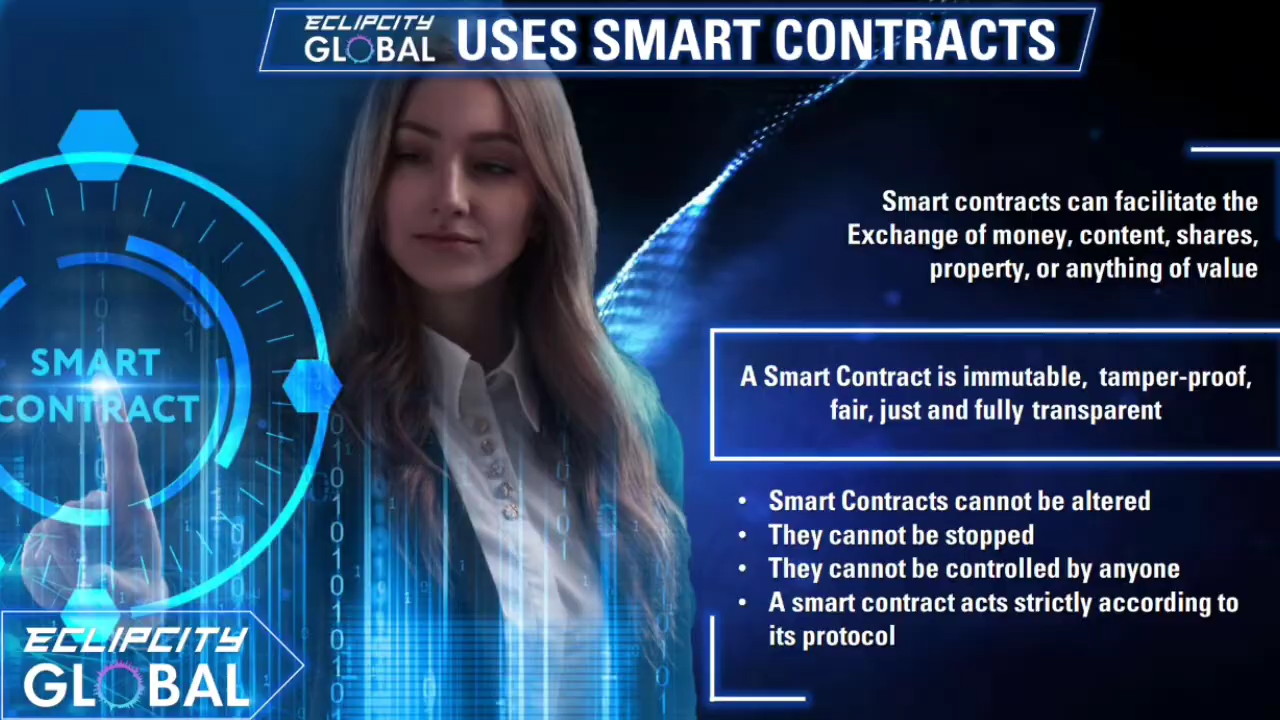 ECLIPCITY
GLOBAL
USES SMART CONTRACTS
Smart contracts can facilitate the
Exchange of money, content, shares,
property, or anything of value
SMART
CONTRACT
A Smart Contract is immutable, tamper-proof,
fair, just and fully transparent
• Smart Contracts cannot be altered
• They cannot be stopped
• They cannot be controlled by anyone
• A smart contract acts strictly according to
its protocol
ECLIPCITY
GLOBAL